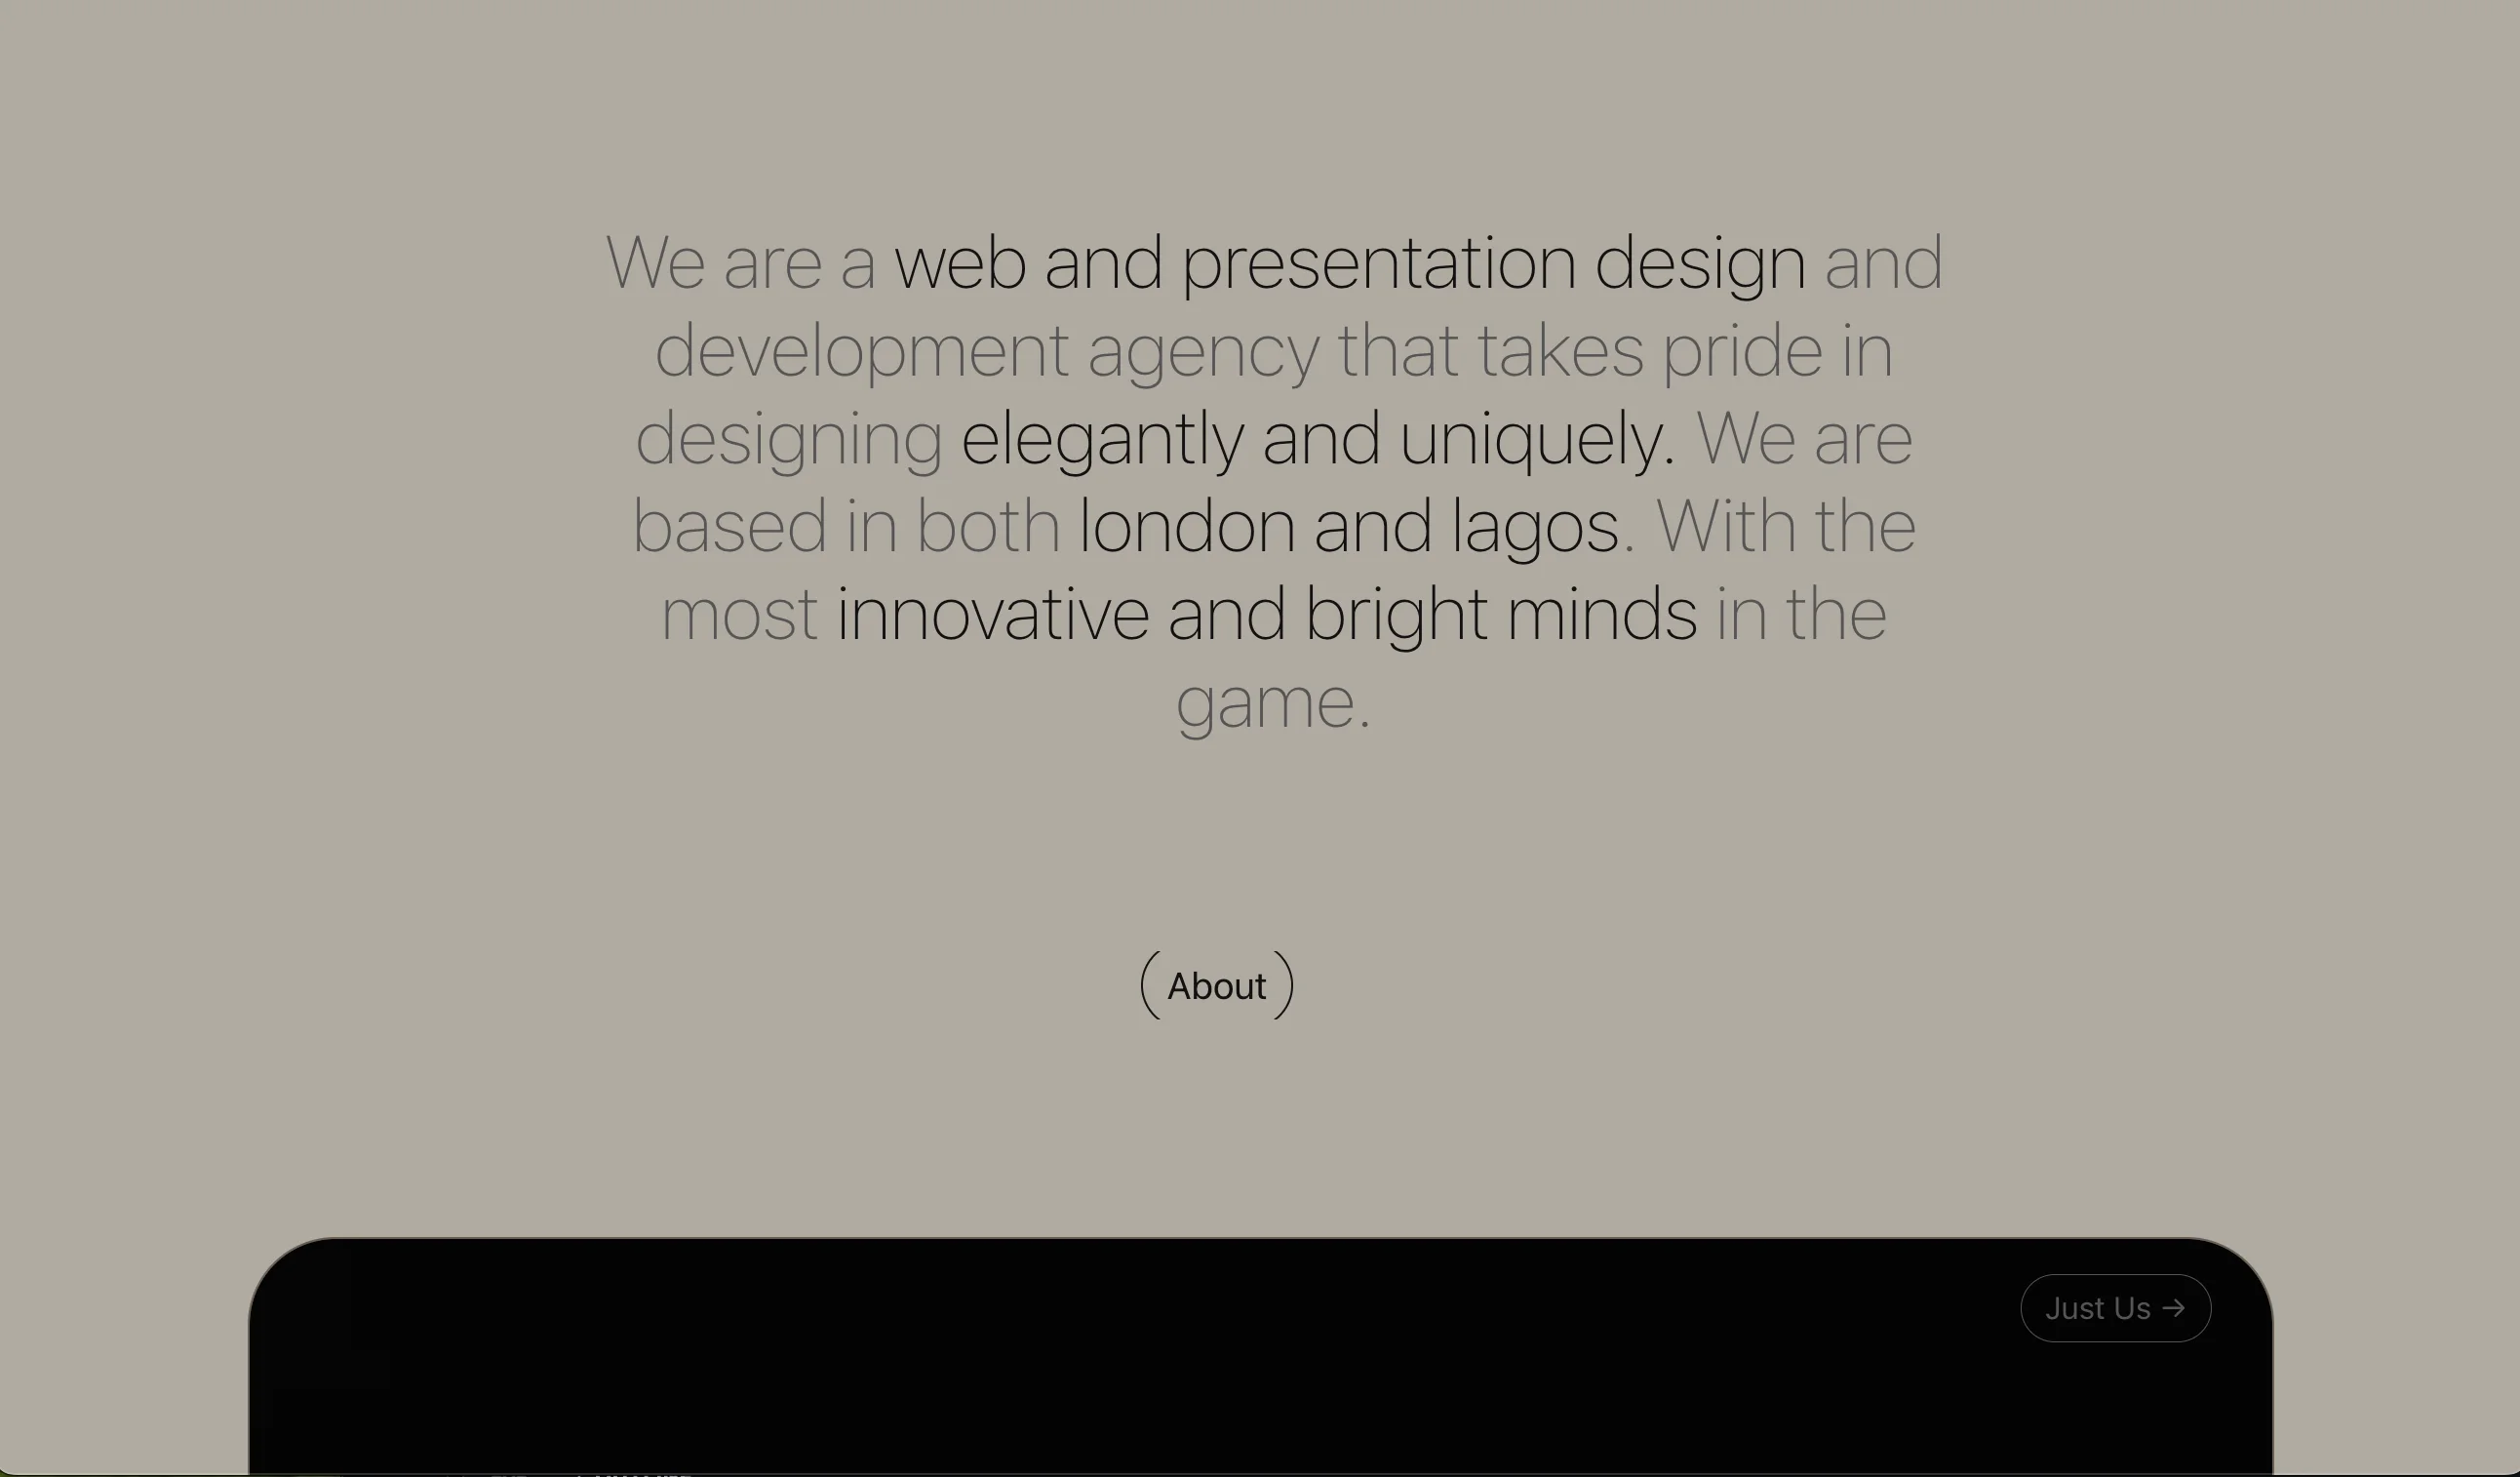 We are a web and presentation design and
development agency that takes pride in
designing elegantly and uniquely. We are
based in both london and lagos. With the
most innovative and bright minds in the
game.
(About)
Just Us →